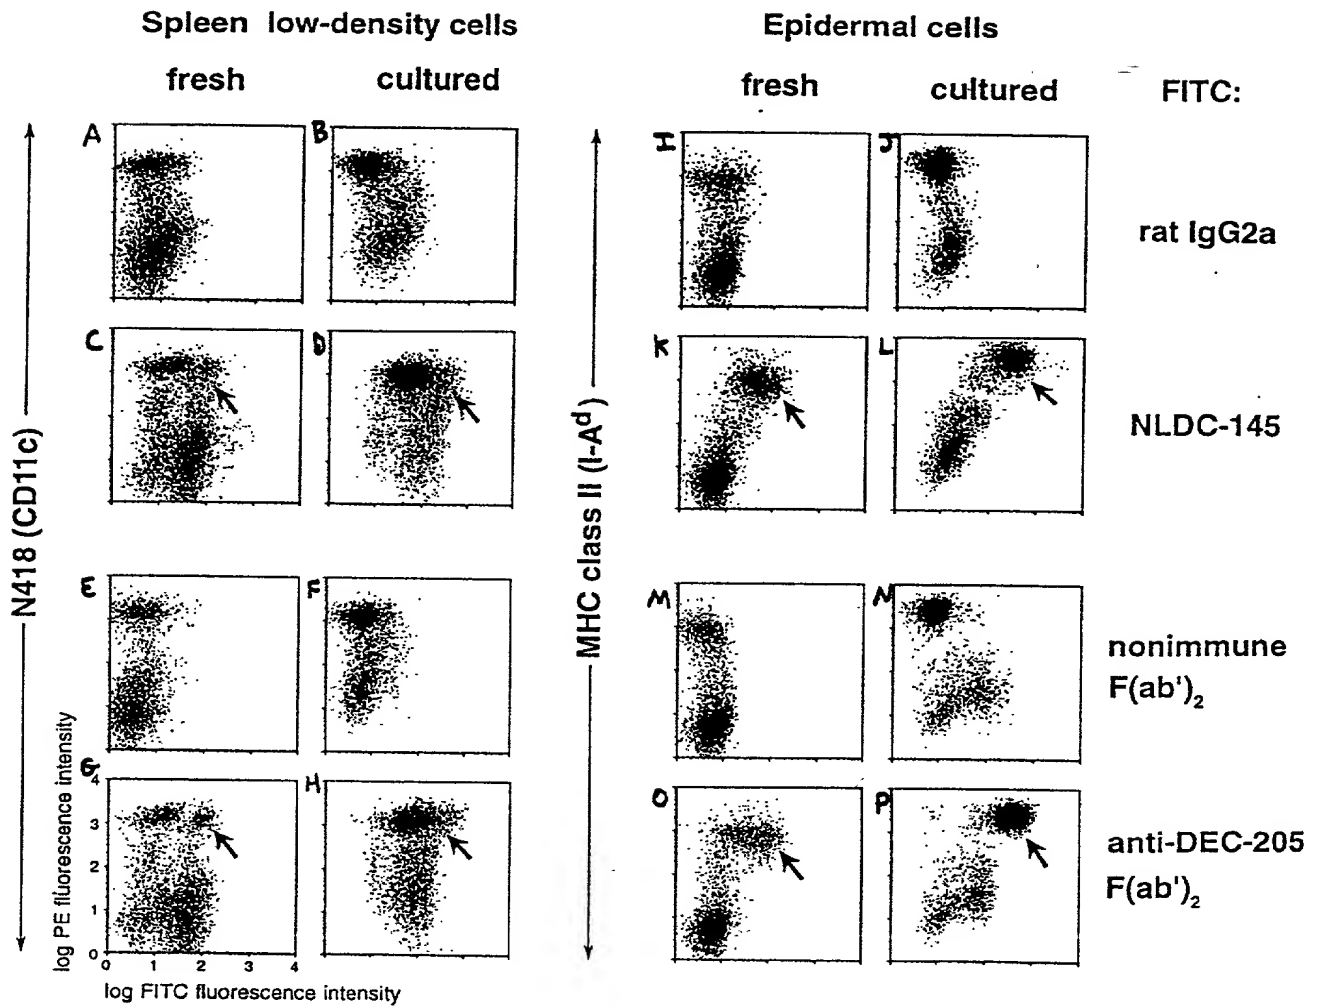 Spleen low-density cells
Epidermal cells
fresh
cultured
fresh
cultured
FITC:
A
B
I
J
rat IgG2a
C
D
K
L
NLDC-145
N418 (CD11c)
MHC class II (I-Aᵈ)
E
F
M
N
nonimmune
F(ab')₂
G
H
O
P
anti-DEC-205
F(ab')₂
log PE fluorescence intensity
4
3
2
1
0
0 1 2 3 4
log FITC fluorescence intensity